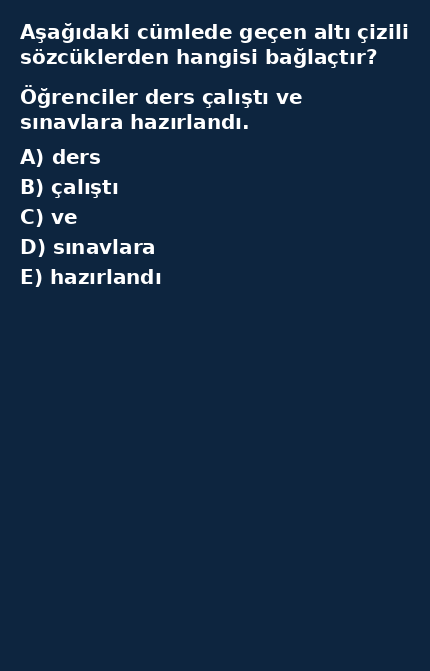 Aşağıdaki cümlede geçen altı çizili
sözcüklerden hangisi bağlaçtır?
Öğrenciler ders çalıştı ve
sınavlara hazırlandı.
A) ders
B) çalıştı
C) ve
D) sınavlara
E) hazırlandı